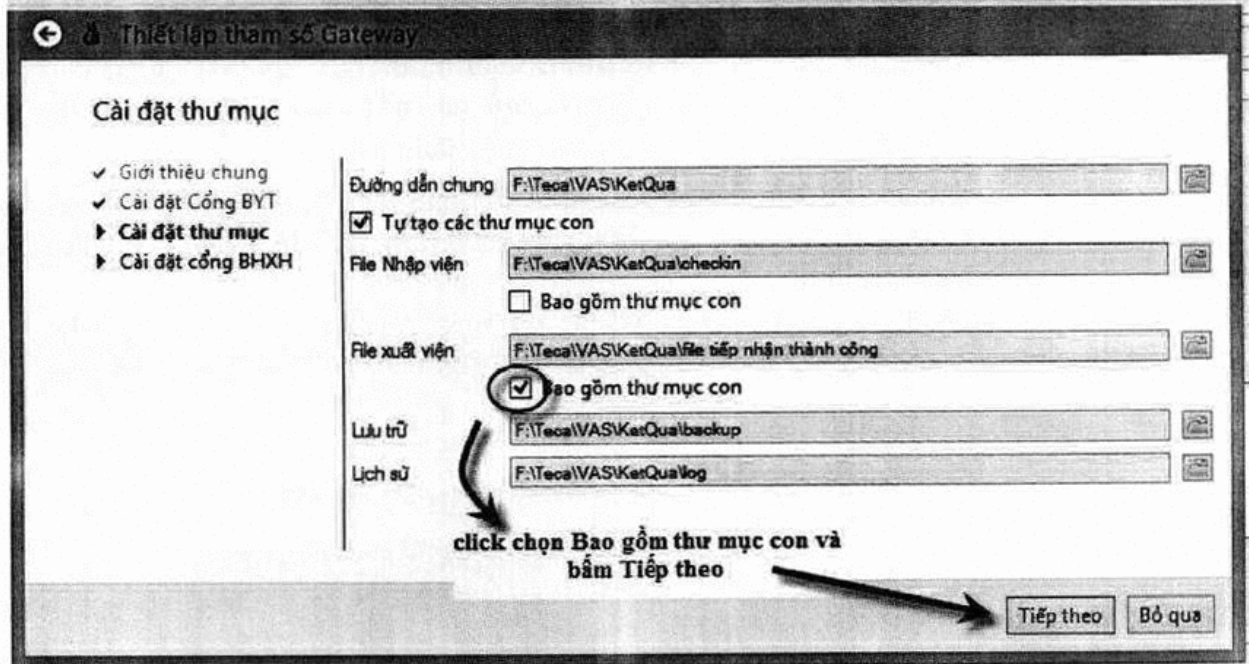 Thiết lập tham số Gateway
Cài đặt thư mục
Giới thiệu chung
Cài đặt Cổng BYT
Cài đặt thư mục
Cài đặt cổng BHXH
Đường dẫn chung F:\Teca\VAS\KetQua
Tự tạo các thư mục con
File Nhập viện F:\Teca\VAS\KetQua\checkin
Bao gồm thư mục con
File xuất viện F:\Teca\VAS\KetQua\file tiếp nhận thành công
Bao gồm thư mục con
Lưu trữ F:\Teca\VAS\KetQua\backup
Lịch sử F:\Teca\VAS\KetQua\log
click chọn Bao gồm thư mục con và
bấm Tiếp theo
Tiếp theo Bỏ qua